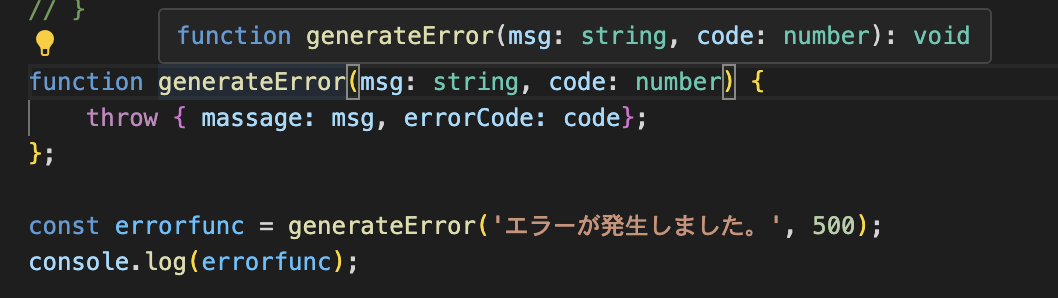 // }
function generateError(msg: string, code: number): void
function generateError(msg: string, code: number) {
throw { massage: msg, errorCode: code};
};
const errorfunc = generateError('エラーが発生しました。', 500);
console.log(errorfunc);